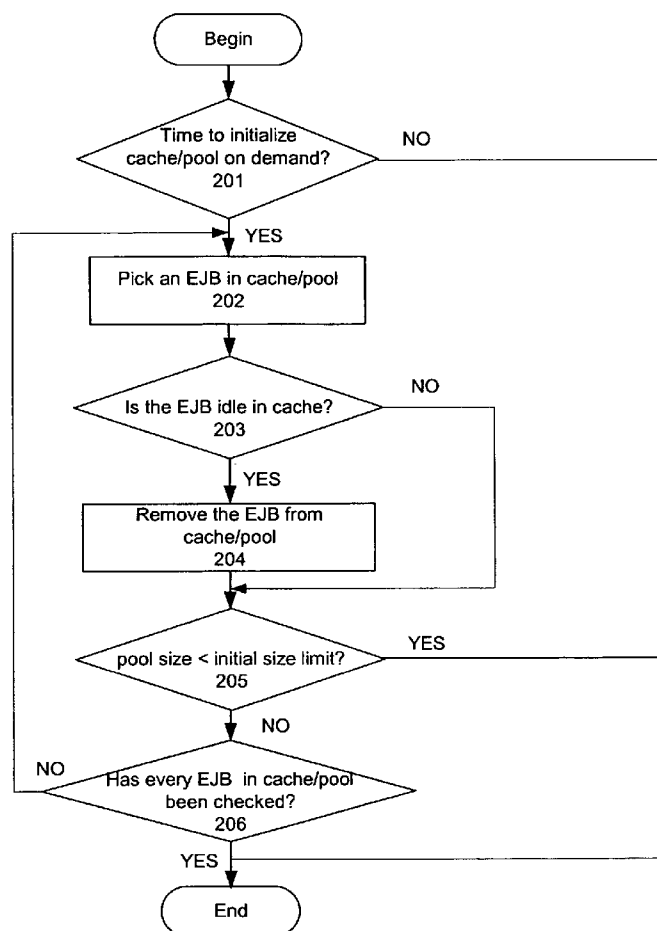 Begin
Time to initialize
cache/pool on demand?
201
NO
YES
Pick an EJB in cache/pool
202
Is the EJB idle in cache?
203
NO
YES
Remove the EJB from
cache/pool
204
pool size < initial size limit?
205
YES
NO
Has every EJB in cache/pool
been checked?
206
NO
YES
End